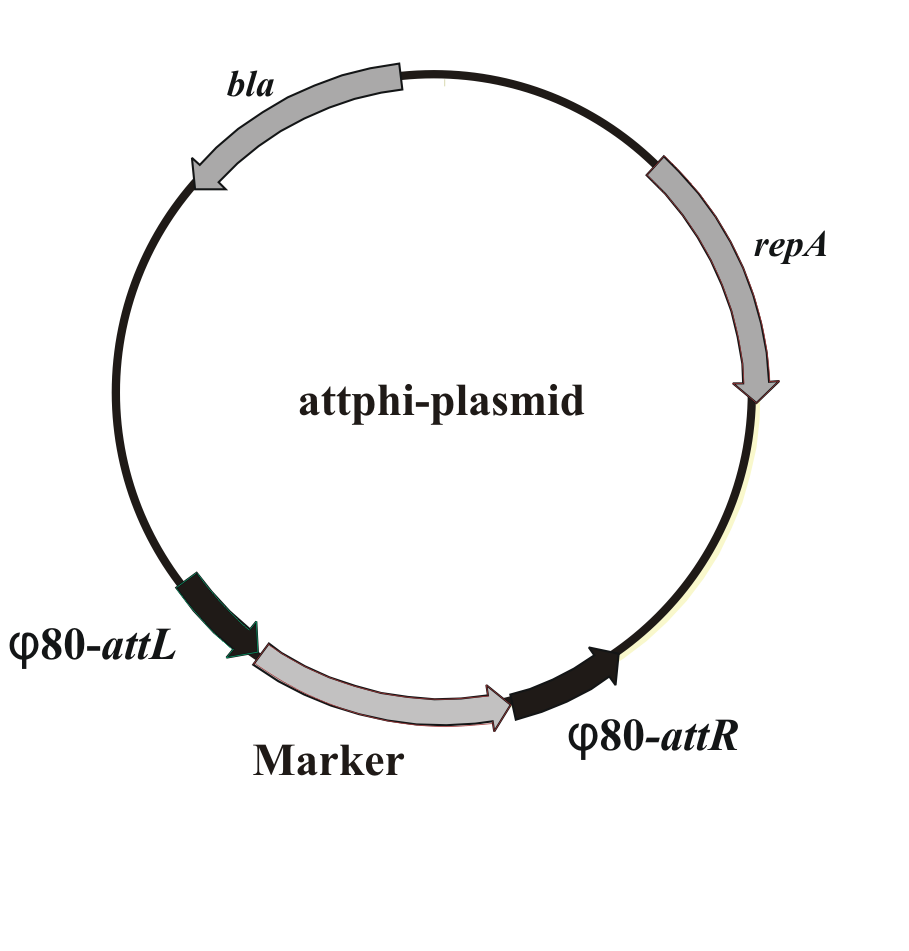 bla
repA
attphi-plasmid
φ80-attL
φ80-attR
Marker